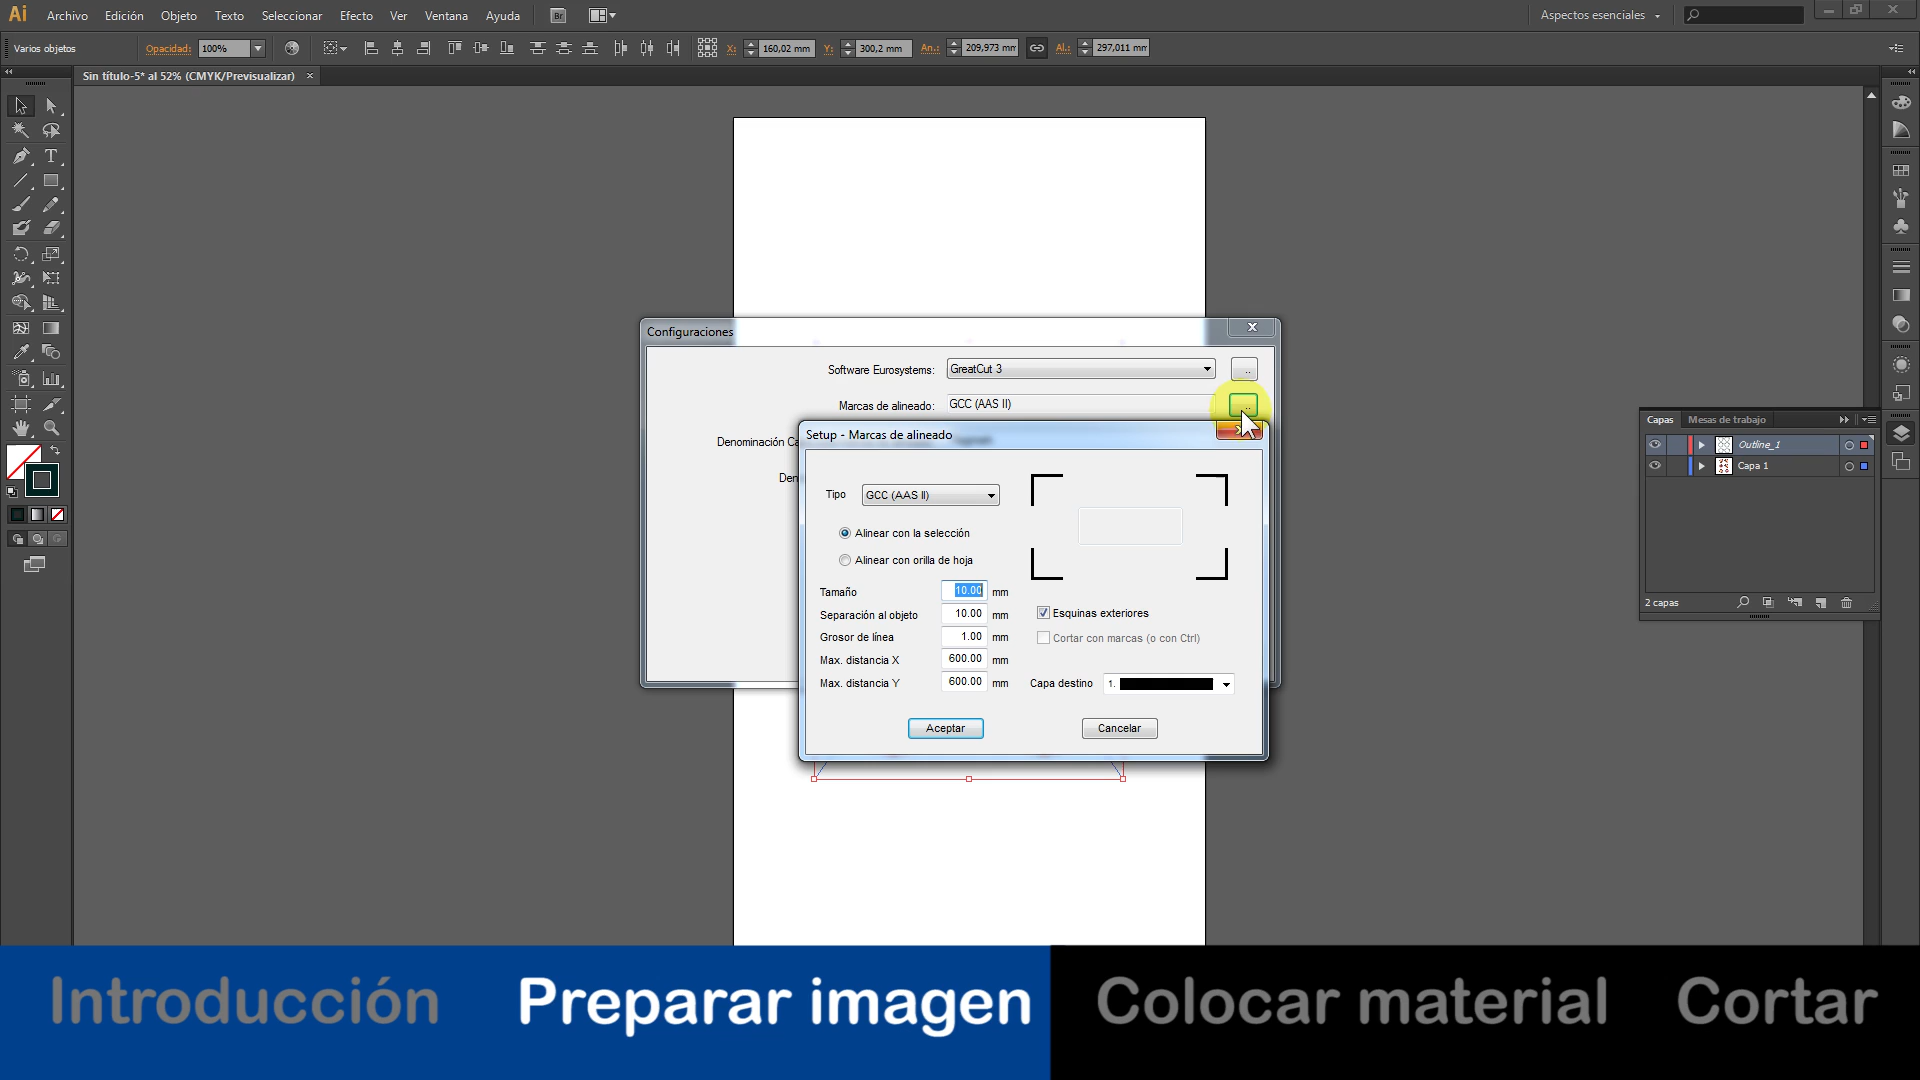 Ai Archivo Edición Objeto Texto Seleccionar Efecto Ver Ventana Ayuda Br Aspectos esenciales
Varios objetos Opacidad: 100% X: 160,02 mm Y: 300,2 mm An.: 209,973 mm Al.: 297,011 mm
Sin título-5* al 52% (CMYK/Previsualizar) ×
Configuraciones
Software Eurosystems: GreatCut 3 ..
Marcas de alineado: GCC (AAS II) ..
Denominación Ca
Den
Setup - Marcas de alineado
Tipo GCC (AAS II)
Alinear con la selección
Alinear con orilla de hoja
Tamaño 10.00 mm
Separación al objeto 10.00 mm
Grosor de línea 1.00 mm
Max. distancia X 600.00 mm
Max. distancia Y 600.00 mm
Esquinas exteriores
Cortar con marcas (o con Ctrl)
Capa destino 1.
Aceptar Cancelar
Capas Mesas de trabajo
Outline_1
Capa 1
2 capas
Introducción Preparar imagen Colocar material Cortar